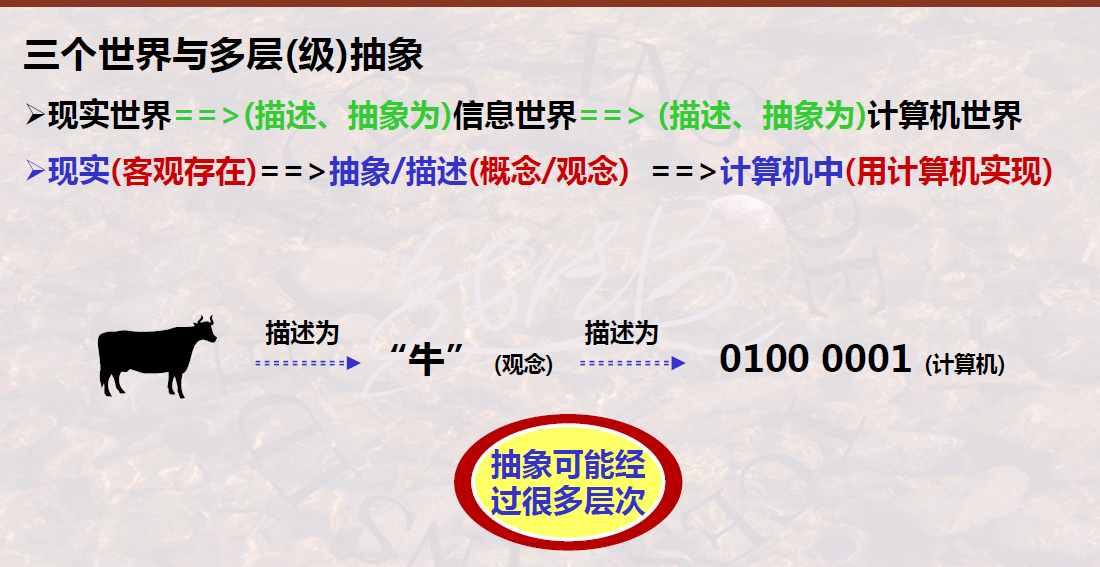 三个世界与多层(级)抽象
➢现实世界==>(描述、抽象为)信息世界==> (描述、抽象为)计算机世界
➢现实(客观存在)==>抽象/描述(概念/观念) ==>计算机中(用计算机实现)
描述为 描述为
“牛” (观念) 0100 0001 (计算机)
抽象可能经
过很多层次